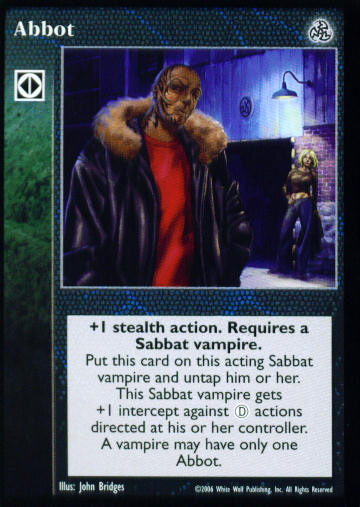 Abbot
+1 stealth action. Requires a
Sabbat vampire.
Put this card on this acting Sabbat
vampire and untap him or her.
This Sabbat vampire gets
+1 intercept against Ⓓ actions
directed at his or her controller.
A vampire may have only one
Abbot.
Illus: John Bridges
©2006 White Wolf Publishing, Inc. All Rights Reserved